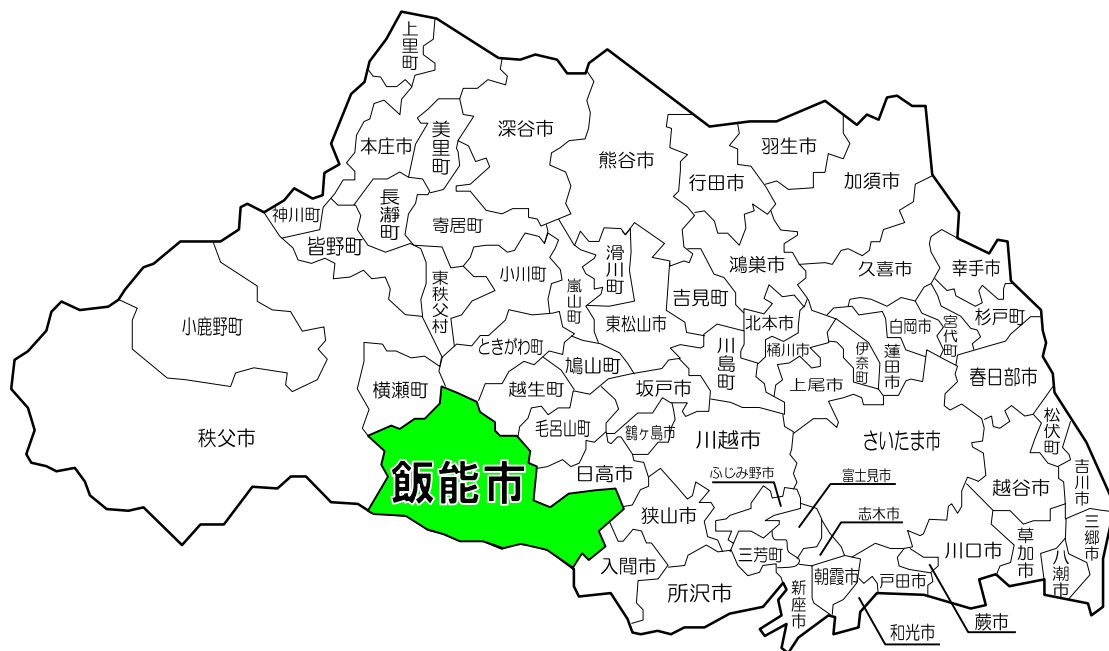 上里町
本庄市
美里町
深谷市
熊谷市
行田市
羽生市
加須市
神川町
長瀞町
皆野町
寄居町
東秩父村
小川町
嵐山町
滑川町
東松山市
吉見町
鴻巣市
久喜市
幸手市
杉戸町
宮代町
白岡市
北本市
桶川市
伊奈町
蓮田市
上尾市
川島町
春日部市
小鹿野町
秩父市
横瀬町
ときがわ町
鳩山町
越生町
毛呂山町
坂戸市
鶴ヶ島市
川越市
さいたま市
松伏町
日高市
飯能市
狭山市
ふじみ野市
富士見市
志木市
越谷市
吉川市
三郷市
草加市
八潮市
川口市
入間市
所沢市
三芳町
新座市
朝霞市
戸田市
和光市
蕨市